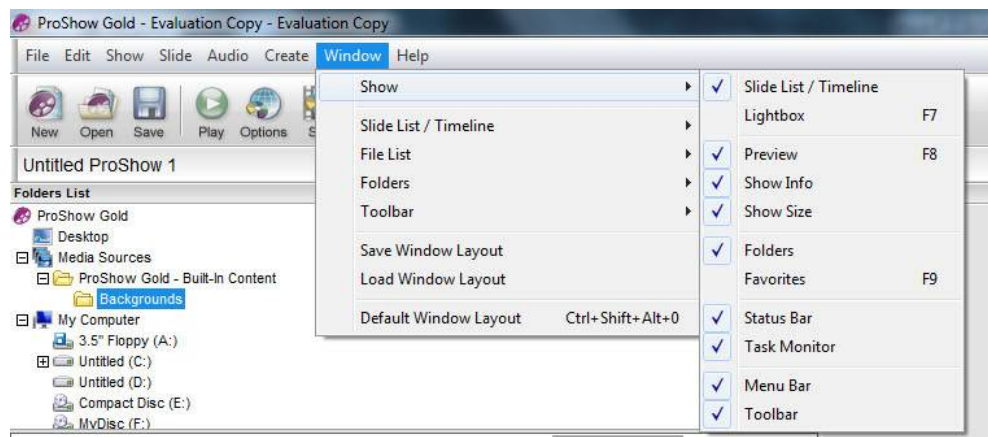 ProShow Gold - Evaluation Copy - Evaluation Copy
File Edit Show Slide Audio Create Window Help
New Open Save Play Options
Untitled ProShow 1
Folders List
ProShow Gold
Desktop
Media Sources
ProShow Gold - Built-In Content
Backgrounds
My Computer
3.5" Floppy (A:)
Untitled (C:)
Untitled (D:)
Compact Disc (E:)
MyDisc (F:)
Show
Slide List / Timeline
File List
Folders
Toolbar
Save Window Layout
Load Window Layout
Default Window Layout Ctrl+Shift+Alt+0
Slide List / Timeline
Lightbox F7
Preview F8
Show Info
Show Size
Folders
Favorites F9
Status Bar
Task Monitor
Menu Bar
Toolbar